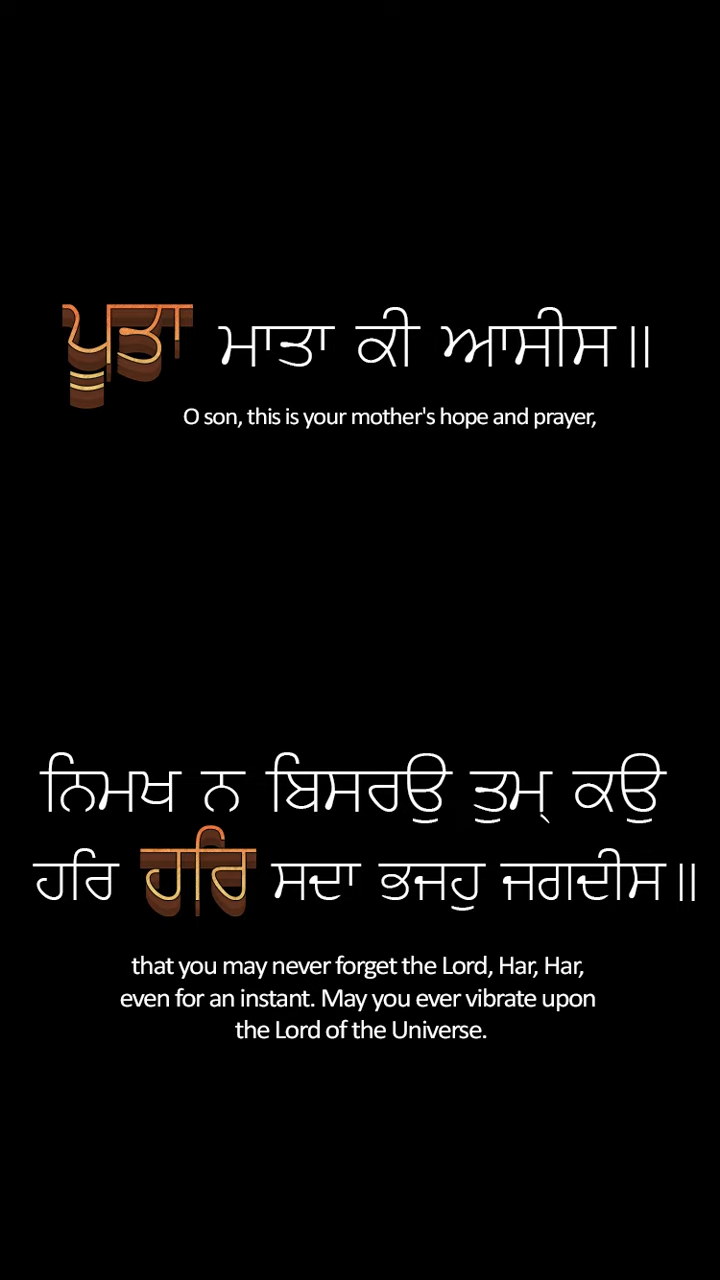 ਪੂਤਾ ਮਾਤਾ ਕੀ ਆਸੀਸ॥
O son, this is your mother's hope and prayer,
ਨਿਮਖ ਨ ਬਿਸਰਉ ਤੁਮ੍ ਕਉ
ਹਰਿ ਹਰਿ ਸਦਾ ਭਜਹੁ ਜਗਦੀਸ॥
that you may never forget the Lord, Har, Har,
even for an instant. May you ever vibrate upon
the Lord of the Universe.